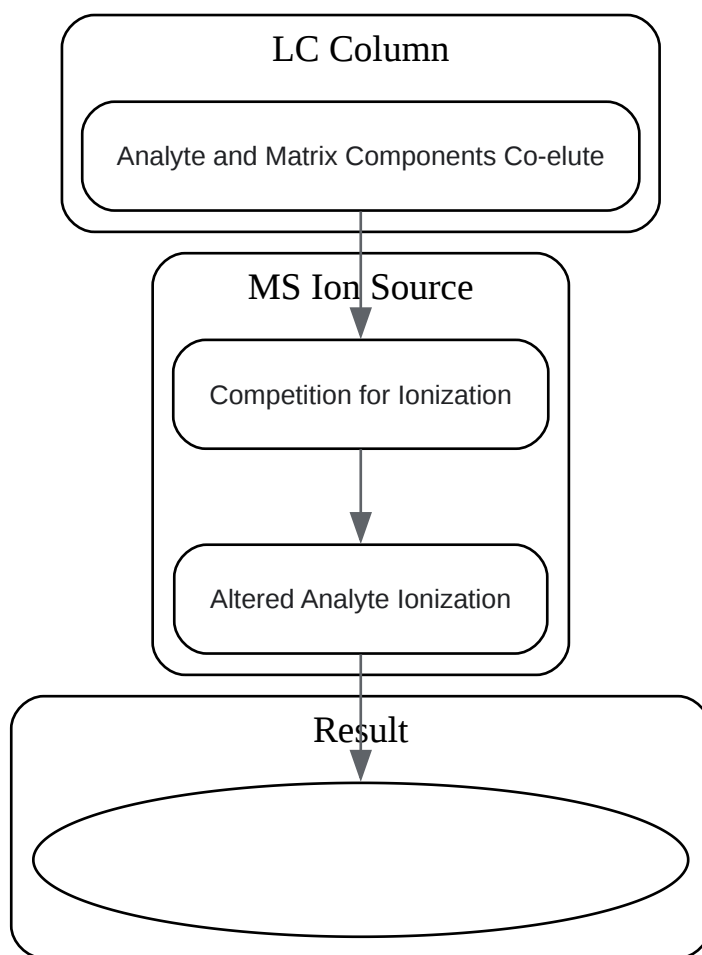 LC Column
Analyte and Matrix Components Co-elute
MS Ion Source
Competition for Ionization
Altered Analyte Ionization
Result